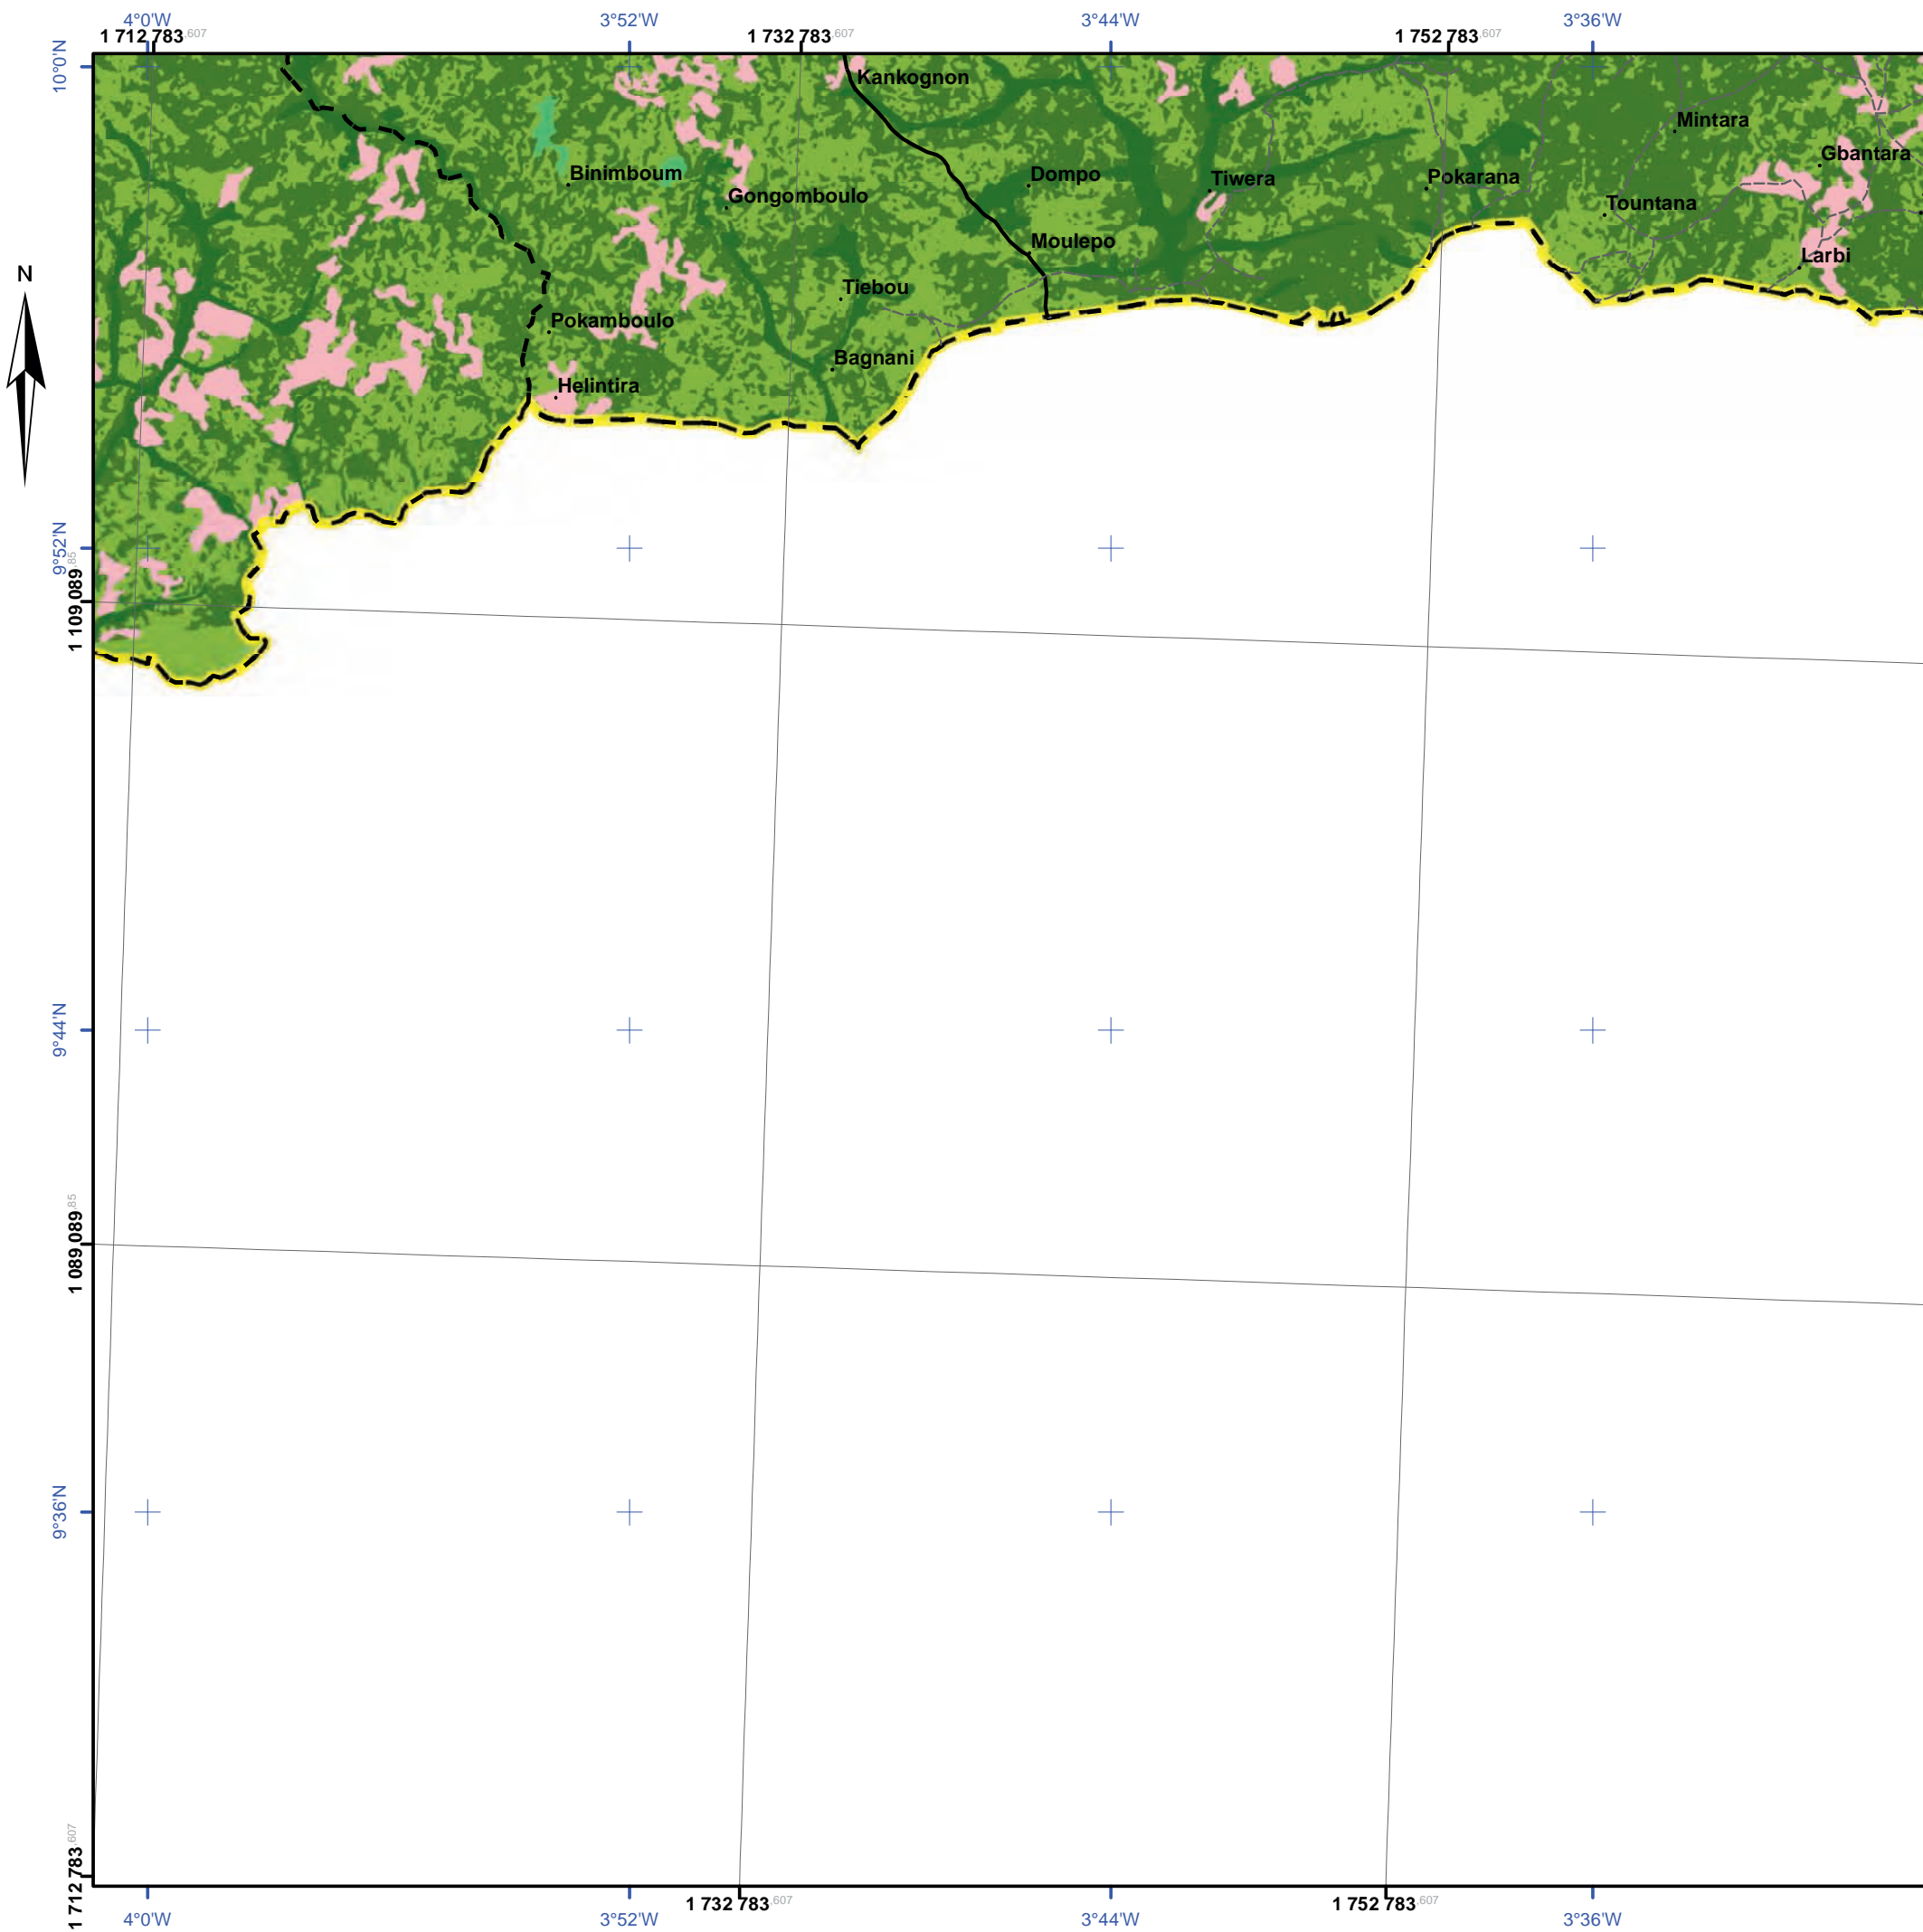 4°0'W 3°52'W 3°44'W 3°36'W
1 712 783.607 1 732 783.607 1 752 783.607
10°0'N
Kankognon
Mintara
Gbantara
Binimboum
Dompo
Tiwera
Pokarana
Gongomboulo
Tountana
Moulepo
Larbi
N
Tiebou
Pokamboulo
Bagnani
Helintira
9°52'N
1 109 089.85
9°44'N
1 089 089.85
9°36'N
1 712 783.607
1 732 783.607 1 752 783.607
4°0'W 3°52'W 3°44'W 3°36'W